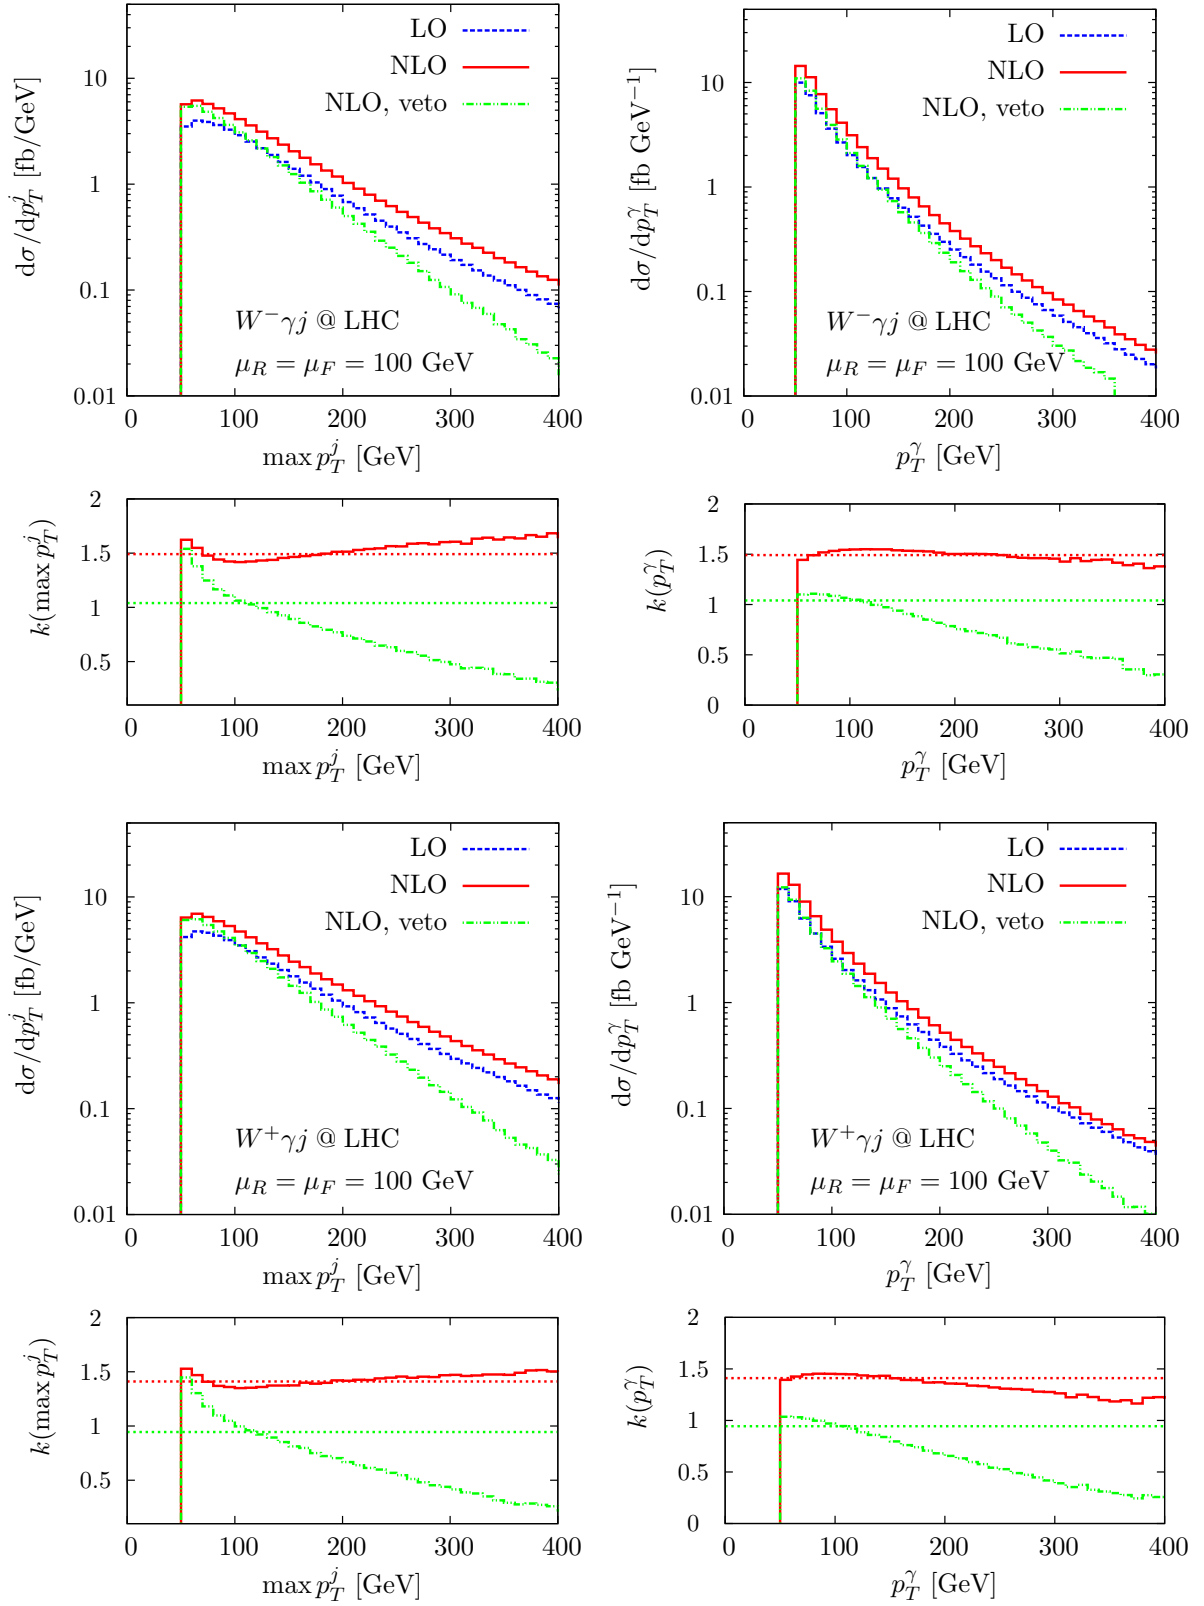 LO
NLO
NLO, veto
dσ/dp_T^j [fb/GeV]
10
1
0.1
0.01
W⁻γj @ LHC
μ_R = μ_F = 100 GeV
0 100 200 300 400
max p_T^j [GeV]
LO
NLO
NLO, veto
dσ/dp_T^γ [fb GeV⁻¹]
10
1
0.1
0.01
W⁻γj @ LHC
μ_R = μ_F = 100 GeV
0 100 200 300 400
p_T^γ [GeV]
k(max p_T^j)
2
1.5
1
0.5
0 100 200 300 400
max p_T^j [GeV]
k(p_T^γ)
2
1.5
1
0.5
0
0 100 200 300 400
p_T^γ [GeV]
LO
NLO
NLO, veto
dσ/dp_T^j [fb/GeV]
10
1
0.1
0.01
W⁺γj @ LHC
μ_R = μ_F = 100 GeV
0 100 200 300 400
max p_T^j [GeV]
LO
NLO
NLO, veto
dσ/dp_T^γ [fb GeV⁻¹]
10
1
0.1
0.01
W⁺γj @ LHC
μ_R = μ_F = 100 GeV
0 100 200 300 400
p_T^γ [GeV]
k(max p_T^j)
2
1.5
1
0.5
0 100 200 300 400
max p_T^j [GeV]
k(p_T^γ)
2
1.5
1
0.5
0
0 100 200 300 400
p_T^γ [GeV]